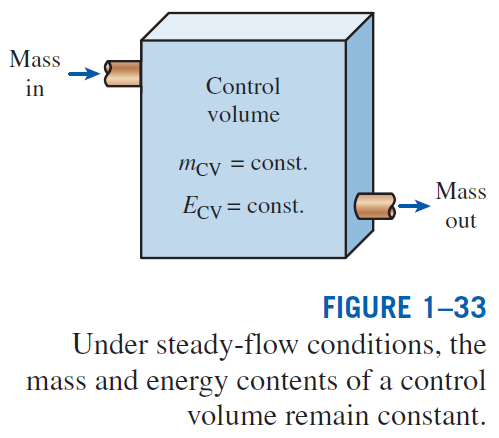 Mass
in
Control
volume
mCV = const.
ECV = const.
Mass
out
FIGURE 1–33
Under steady-flow conditions, the
mass and energy contents of a control
volume remain constant.